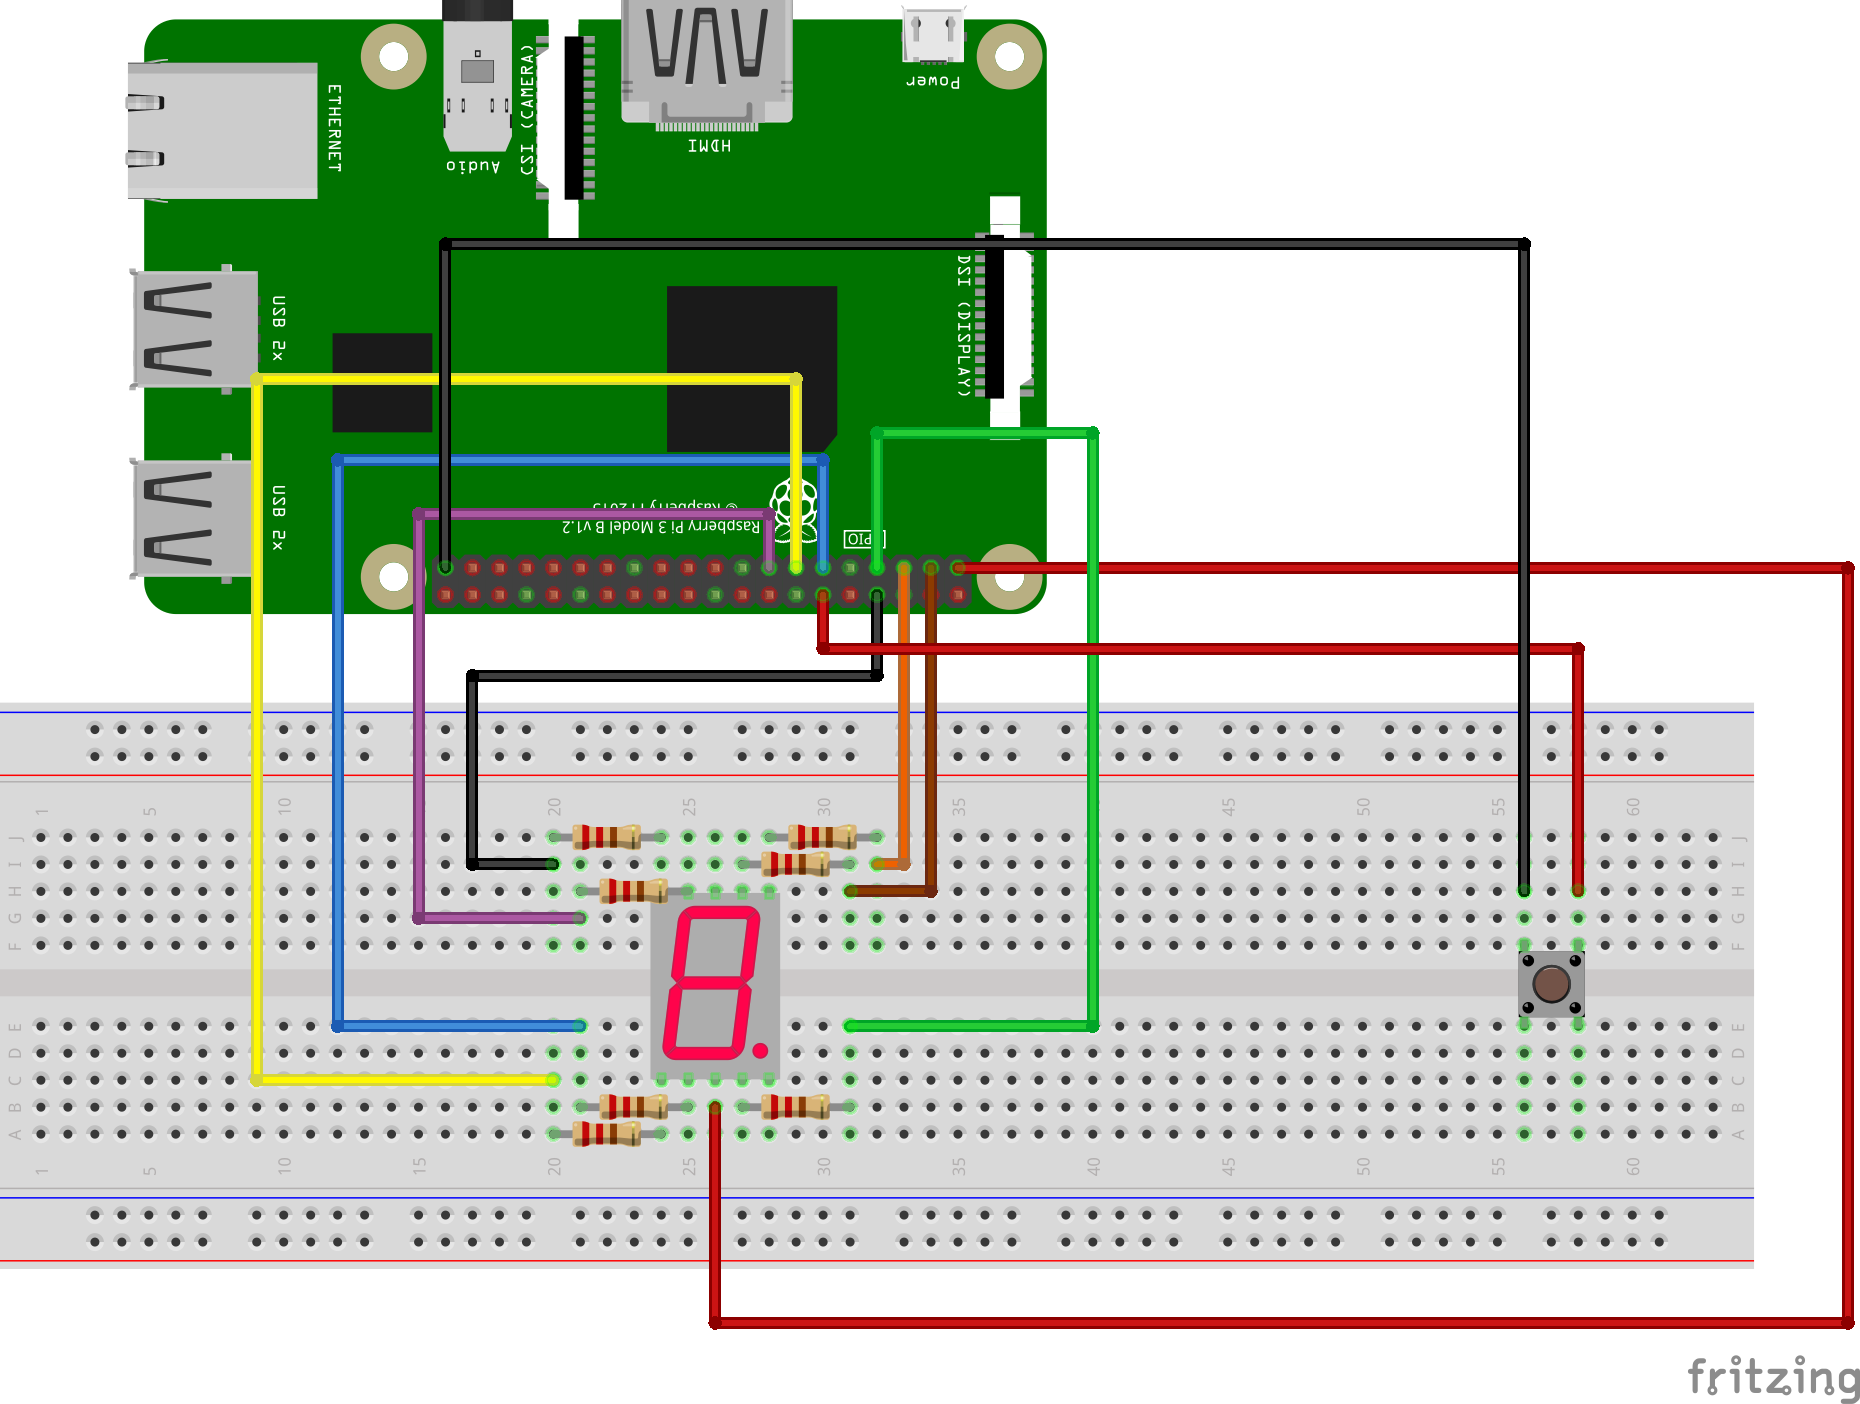 ETHERNET
Audio
CSI (CAMERA)
HDMI
Power
DSI (DISPLAY)
USB 2x
USB 2x
© Raspberry Pi 2015
Raspberry Pi 3 Model B v1.2
GPIO
1 5 10 20 25 30 35 45 50 55 60
J J
I I
H H
G G
F F
E E
D D
C C
B B
A A
1 5 10 15 20 25 30 35 40 45 50 55 60
fritzing